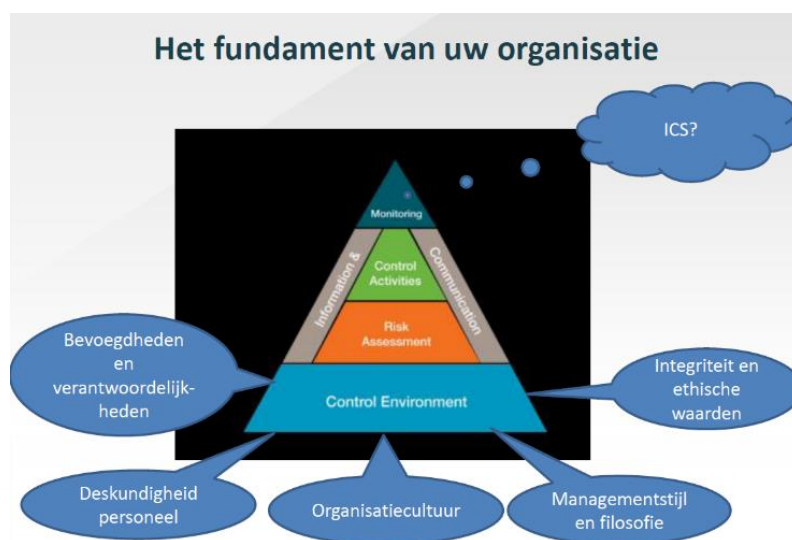 Het fundament van uw organisatie
ICS?
Monitoring
Information &
Communication
Control
Activities
Risk
Assessment
Control Environment
Bevoegdheden
en
verantwoordelijk-
heden
Integriteit en
ethische
waarden
Deskundigheid
personeel
Organisatiecultuur
Managementstijl
en filosofie